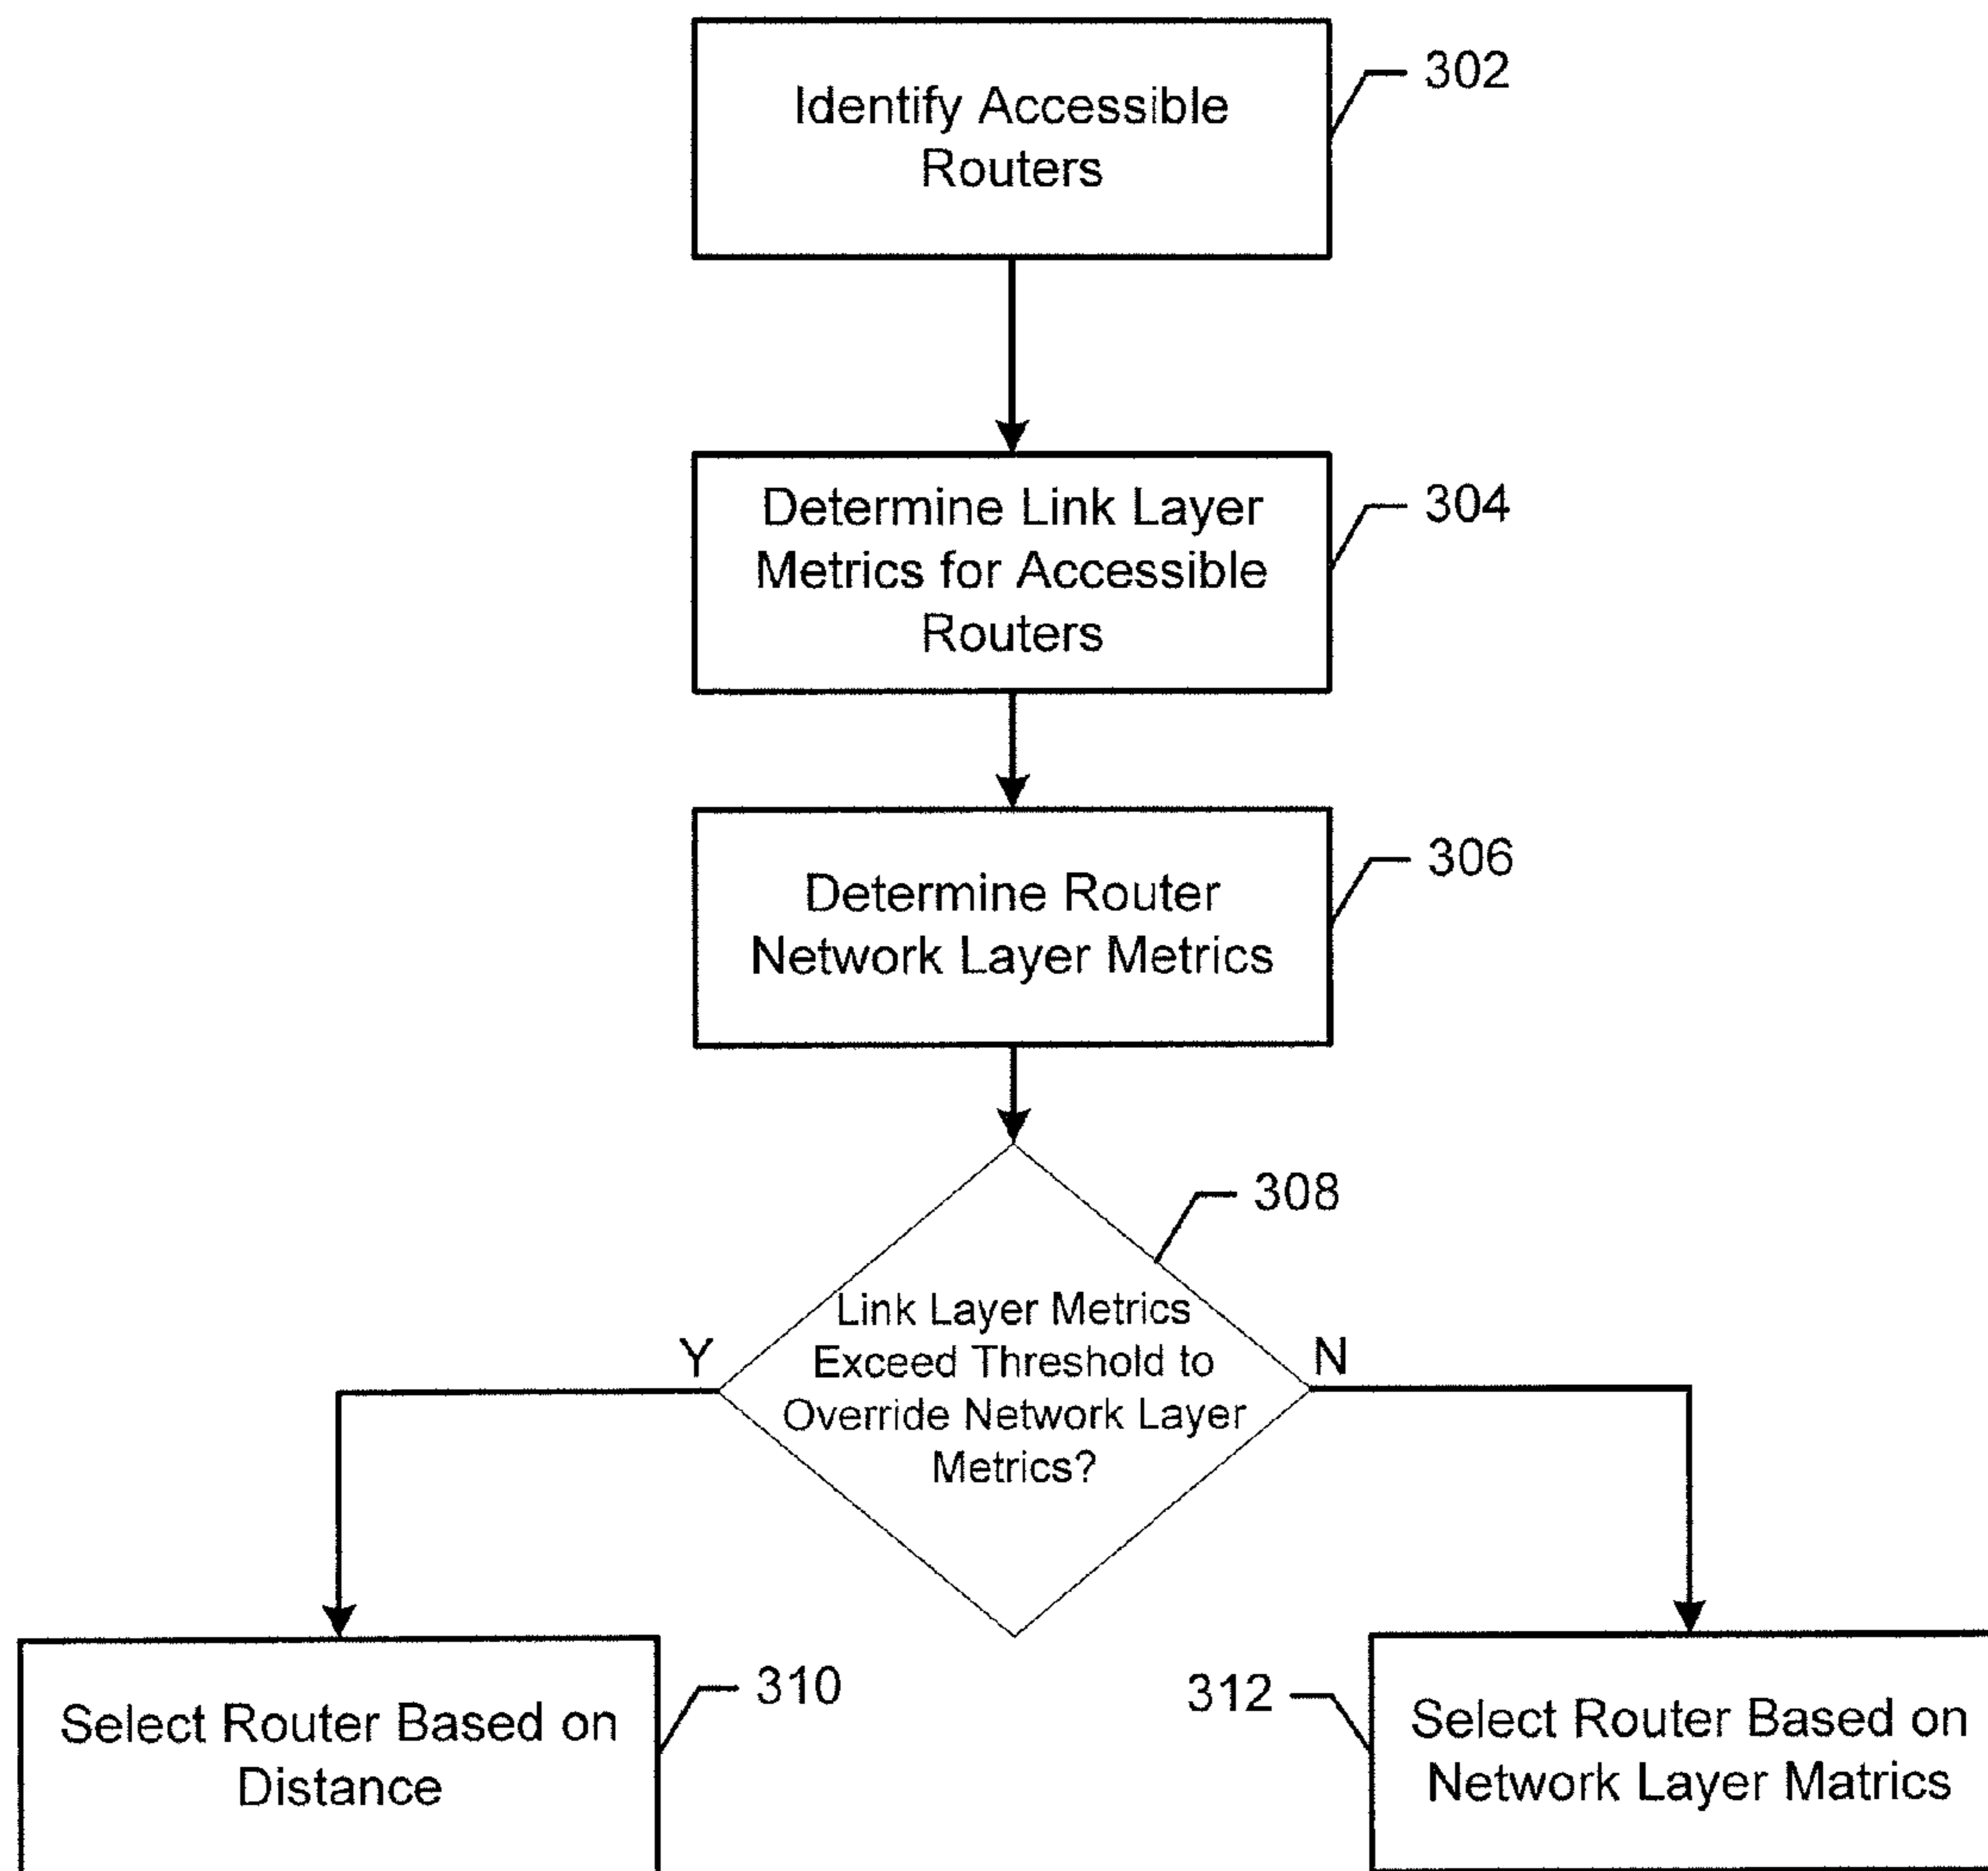 Identify Accessible
Routers
302
Determine Link Layer
Metrics for Accessible
Routers
304
Determine Router
Network Layer Metrics
306
308
Link Layer Metrics
Exceed Threshold to
Override Network Layer
Metrics?
Y
N
Select Router Based on
Distance
310
312
Select Router Based on
Network Layer Matrics